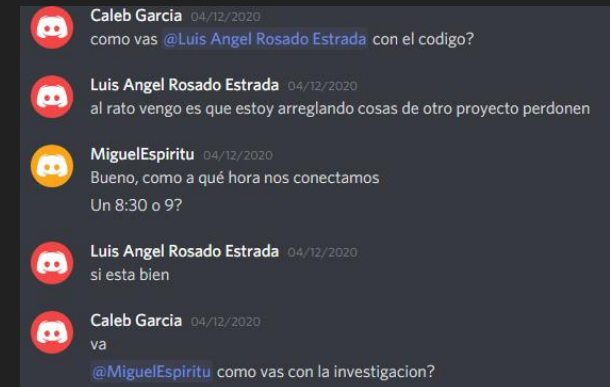 Caleb Garcia 04/12/2020
como vas @Luis Angel Rosado Estrada con el codigo?
Luis Angel Rosado Estrada 04/12/2020
al rato vengo es que estoy arreglando cosas de otro proyecto perdonen
MiguelEspiritu 04/12/2020
Bueno, como a qué hora nos conectamos
Un 8:30 o 9?
Luis Angel Rosado Estrada 04/12/2020
si esta bien
Caleb Garcia 04/12/2020
va
@MiguelEspiritu como vas con la investigacion?